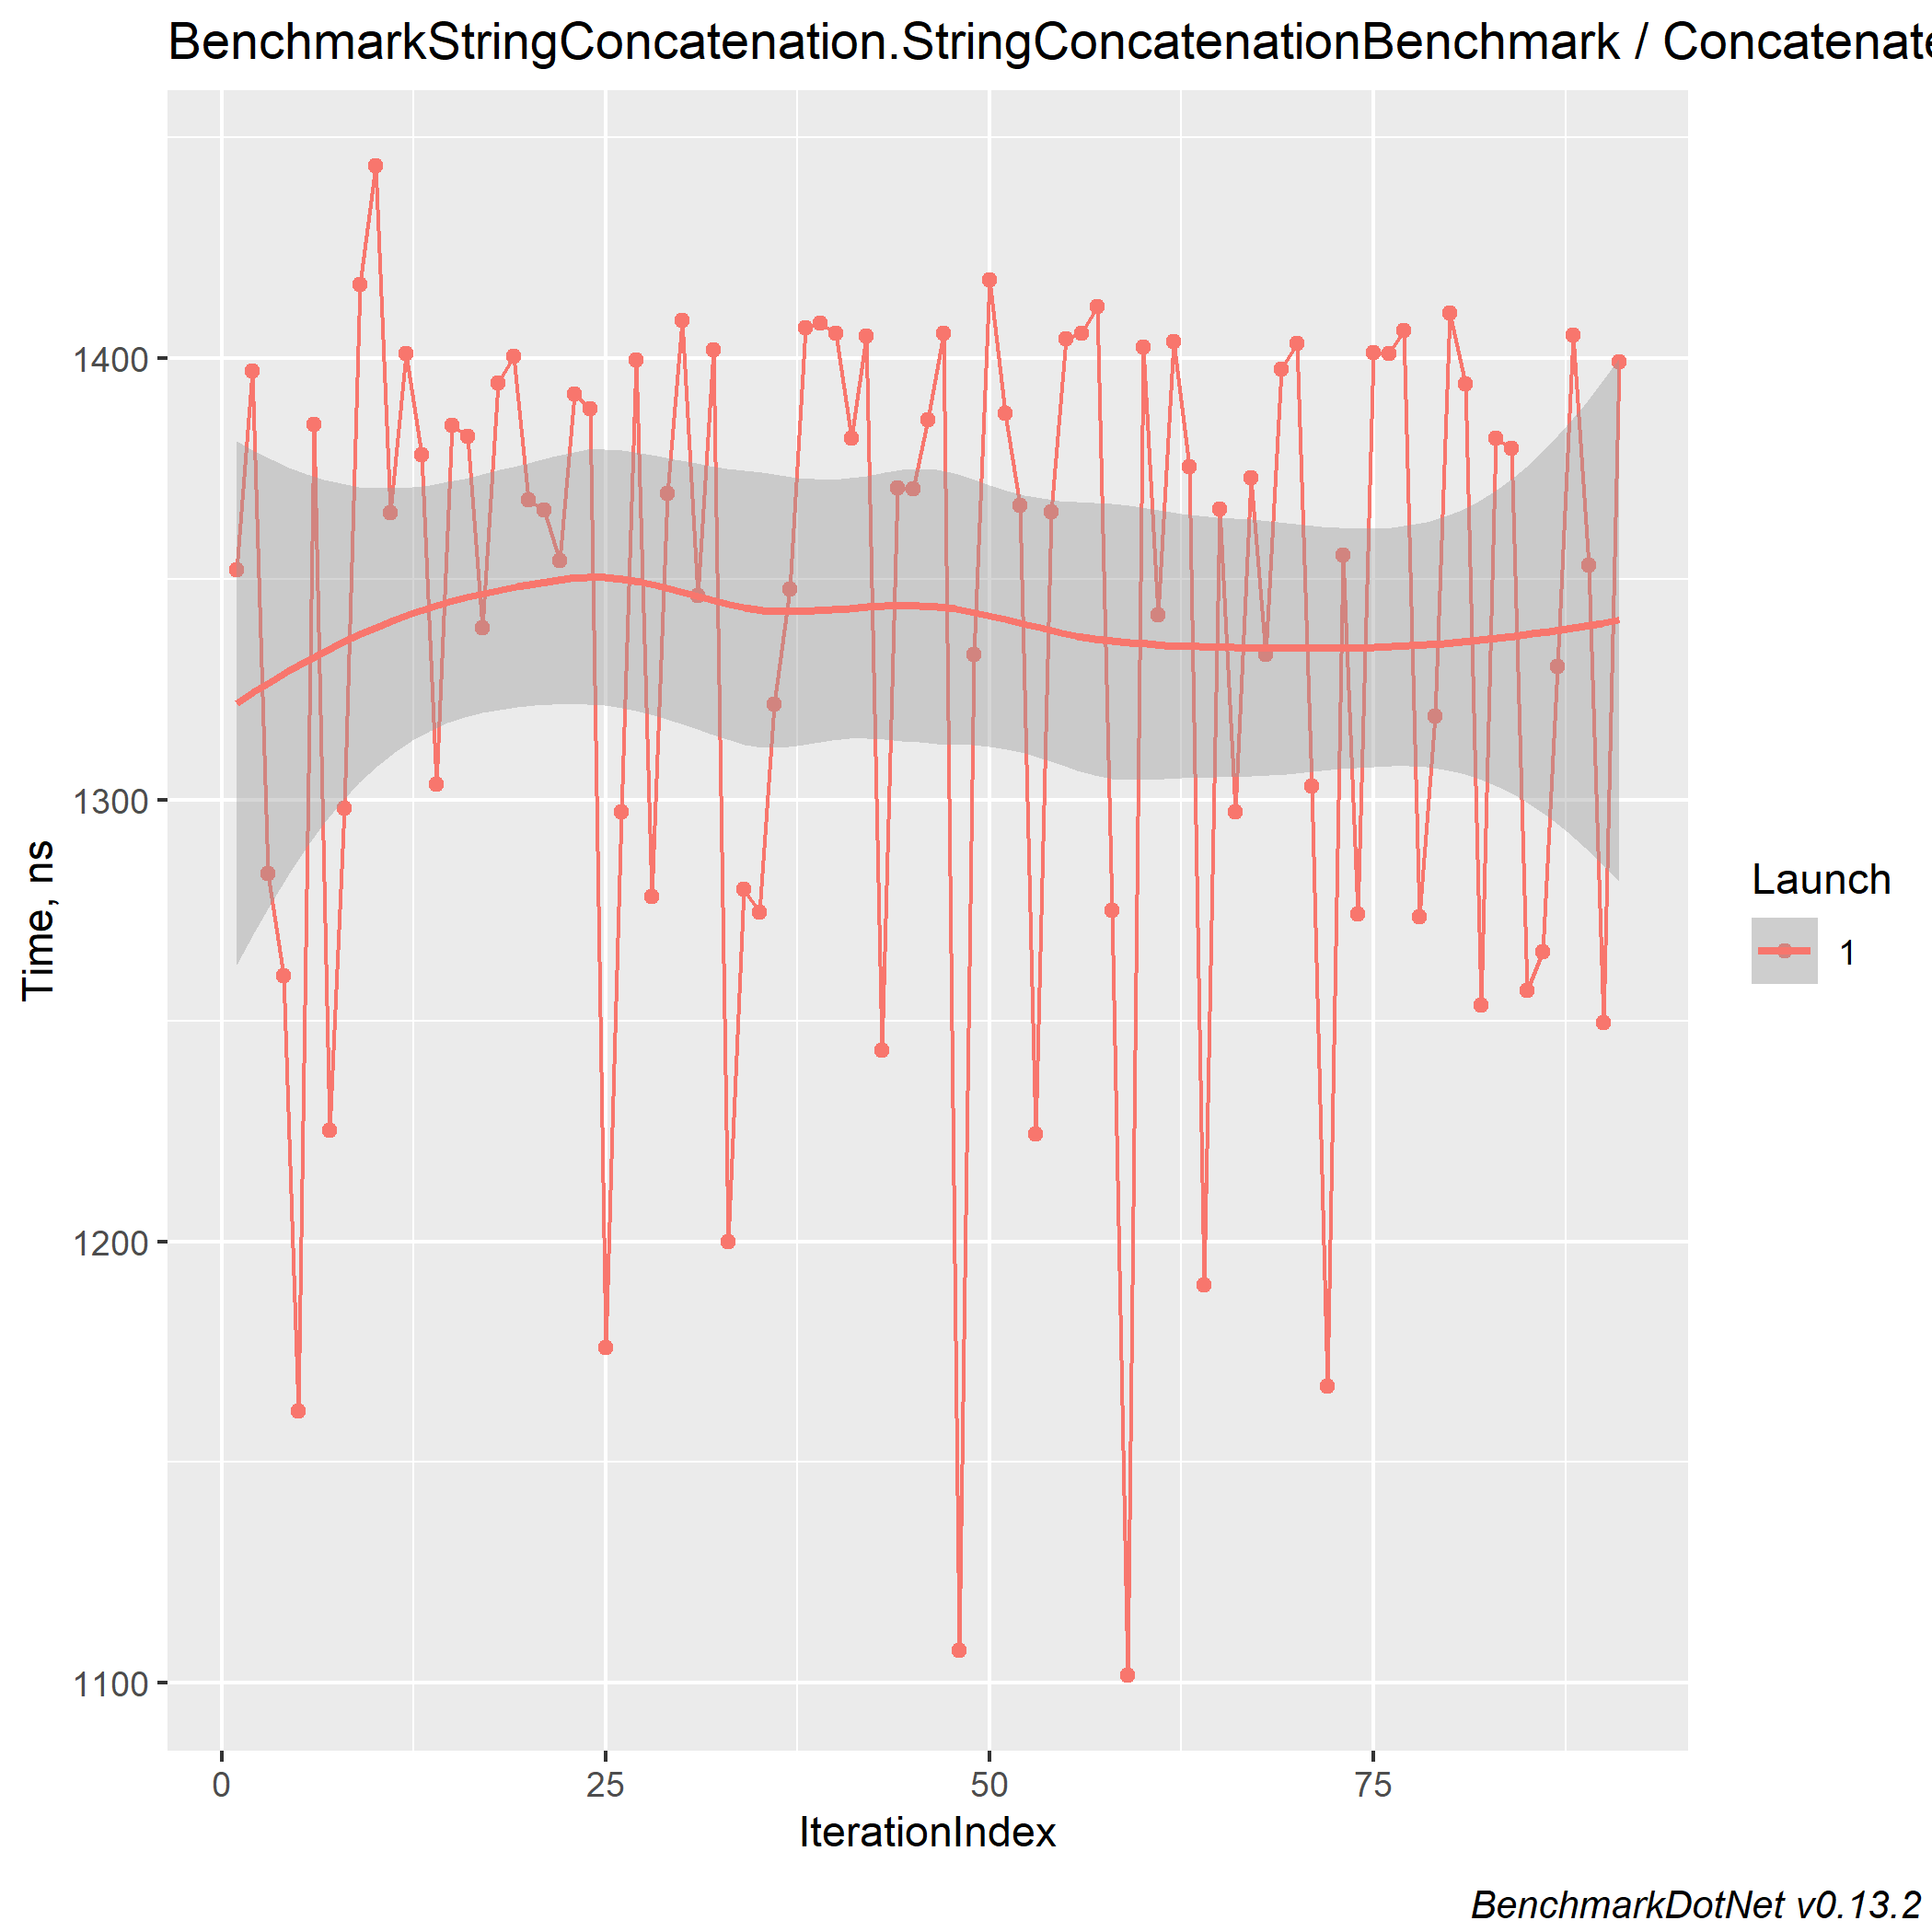 BenchmarkStringConcatenation.StringConcatenationBenchmark / Concatenate
1400
1300
1200
1100
Time, ns
0 25 50 75
IterationIndex
Launch
1
BenchmarkDotNet v0.13.2